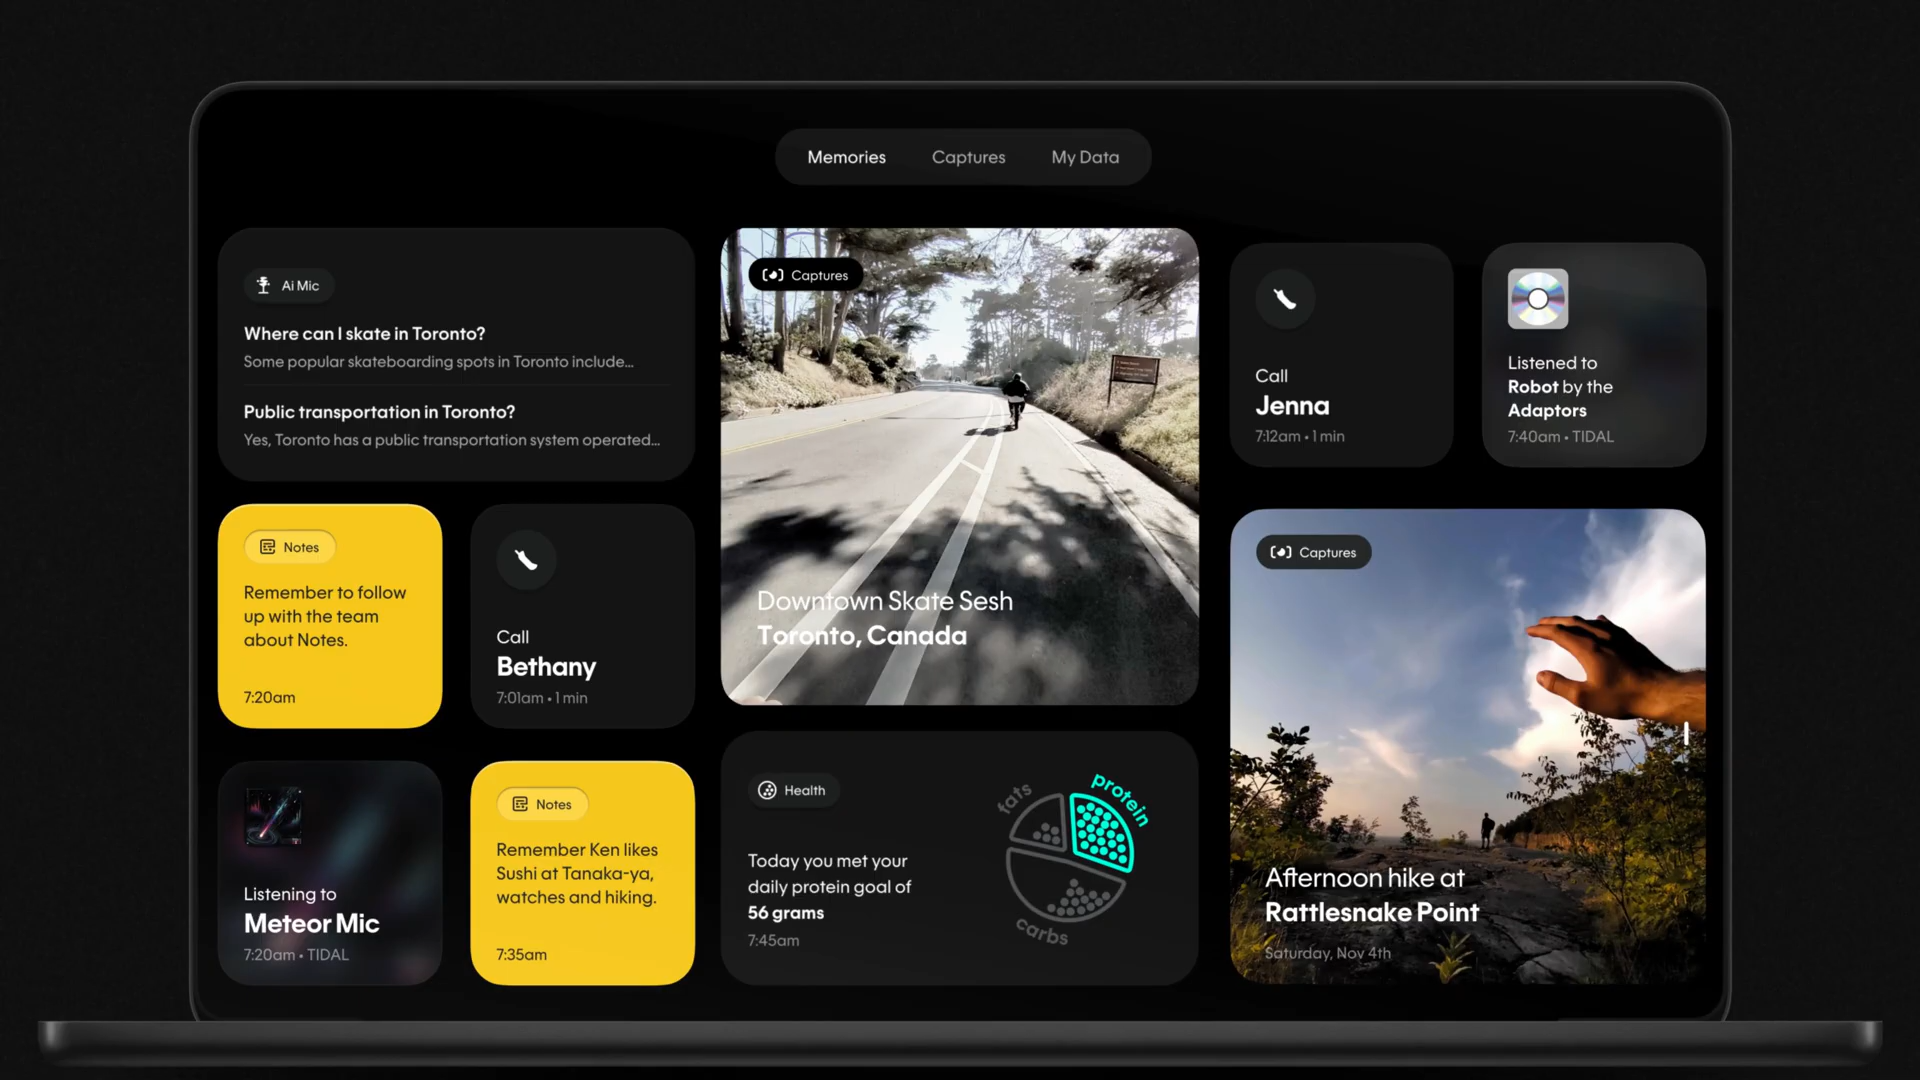 Memories
Captures
My Data
Ai Mic
Where can I skate in Toronto?
Some popular skateboarding spots in Toronto include...
Public transportation in Toronto?
Yes, Toronto has a public transportation system operated...
Notes
Remember to follow
up with the team
about Notes.
7:20am
Call
Bethany
7:01am • 1 min
Listening to
Meteor Mic
7:20am • TIDAL
Notes
Remember Ken likes
Sushi at Tanaka-ya,
watches and hiking.
7:35am
Captures
Downtown Skate Sesh
Toronto, Canada
Health
Today you met your
daily protein goal of
56 grams
7:45am
fats
protein
carbs
Call
Jenna
7:12am • 1 min
Listened to
Robot by the
Adaptors
7:40am • TIDAL
Captures
Afternoon hike at
Rattlesnake Point
Saturday, Nov 4th